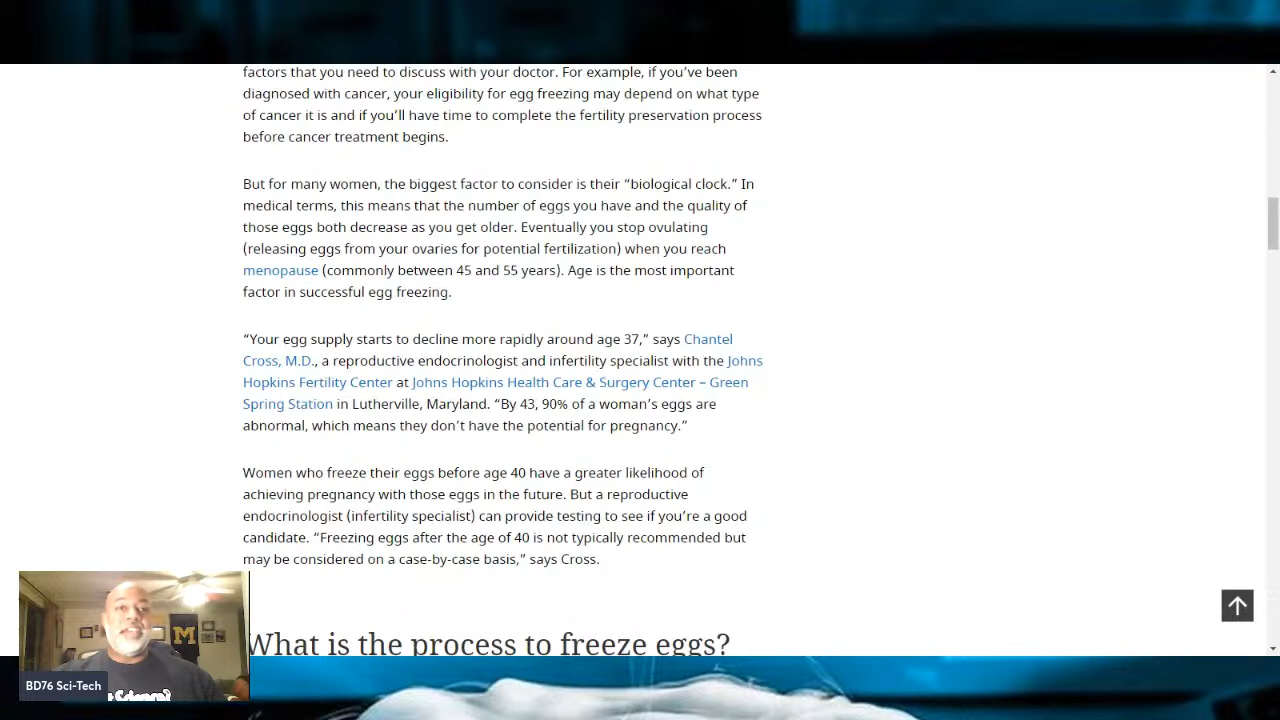 factors that you need to discuss with your doctor. For example, if you’ve been
diagnosed with cancer, your eligibility for egg freezing may depend on what type
of cancer it is and if you’ll have time to complete the fertility preservation process
before cancer treatment begins.
But for many women, the biggest factor to consider is their “biological clock.” In
medical terms, this means that the number of eggs you have and the quality of
those eggs both decrease as you get older. Eventually you stop ovulating
(releasing eggs from your ovaries for potential fertilization) when you reach
menopause (commonly between 45 and 55 years). Age is the most important
factor in successful egg freezing.
“Your egg supply starts to decline more rapidly around age 37,” says Chantel
Cross, M.D., a reproductive endocrinologist and infertility specialist with the Johns
Hopkins Fertility Center at Johns Hopkins Health Care & Surgery Center – Green
Spring Station in Lutherville, Maryland. “By 43, 90% of a woman’s eggs are
abnormal, which means they don’t have the potential for pregnancy.”
Women who freeze their eggs before age 40 have a greater likelihood of
achieving pregnancy with those eggs in the future. But a reproductive
endocrinologist (infertility specialist) can provide testing to see if you’re a good
candidate. “Freezing eggs after the age of 40 is not typically recommended but
may be considered on a case-by-case basis,” says Cross.
What is the process to freeze eggs?
M
BD76 Sci-Tech